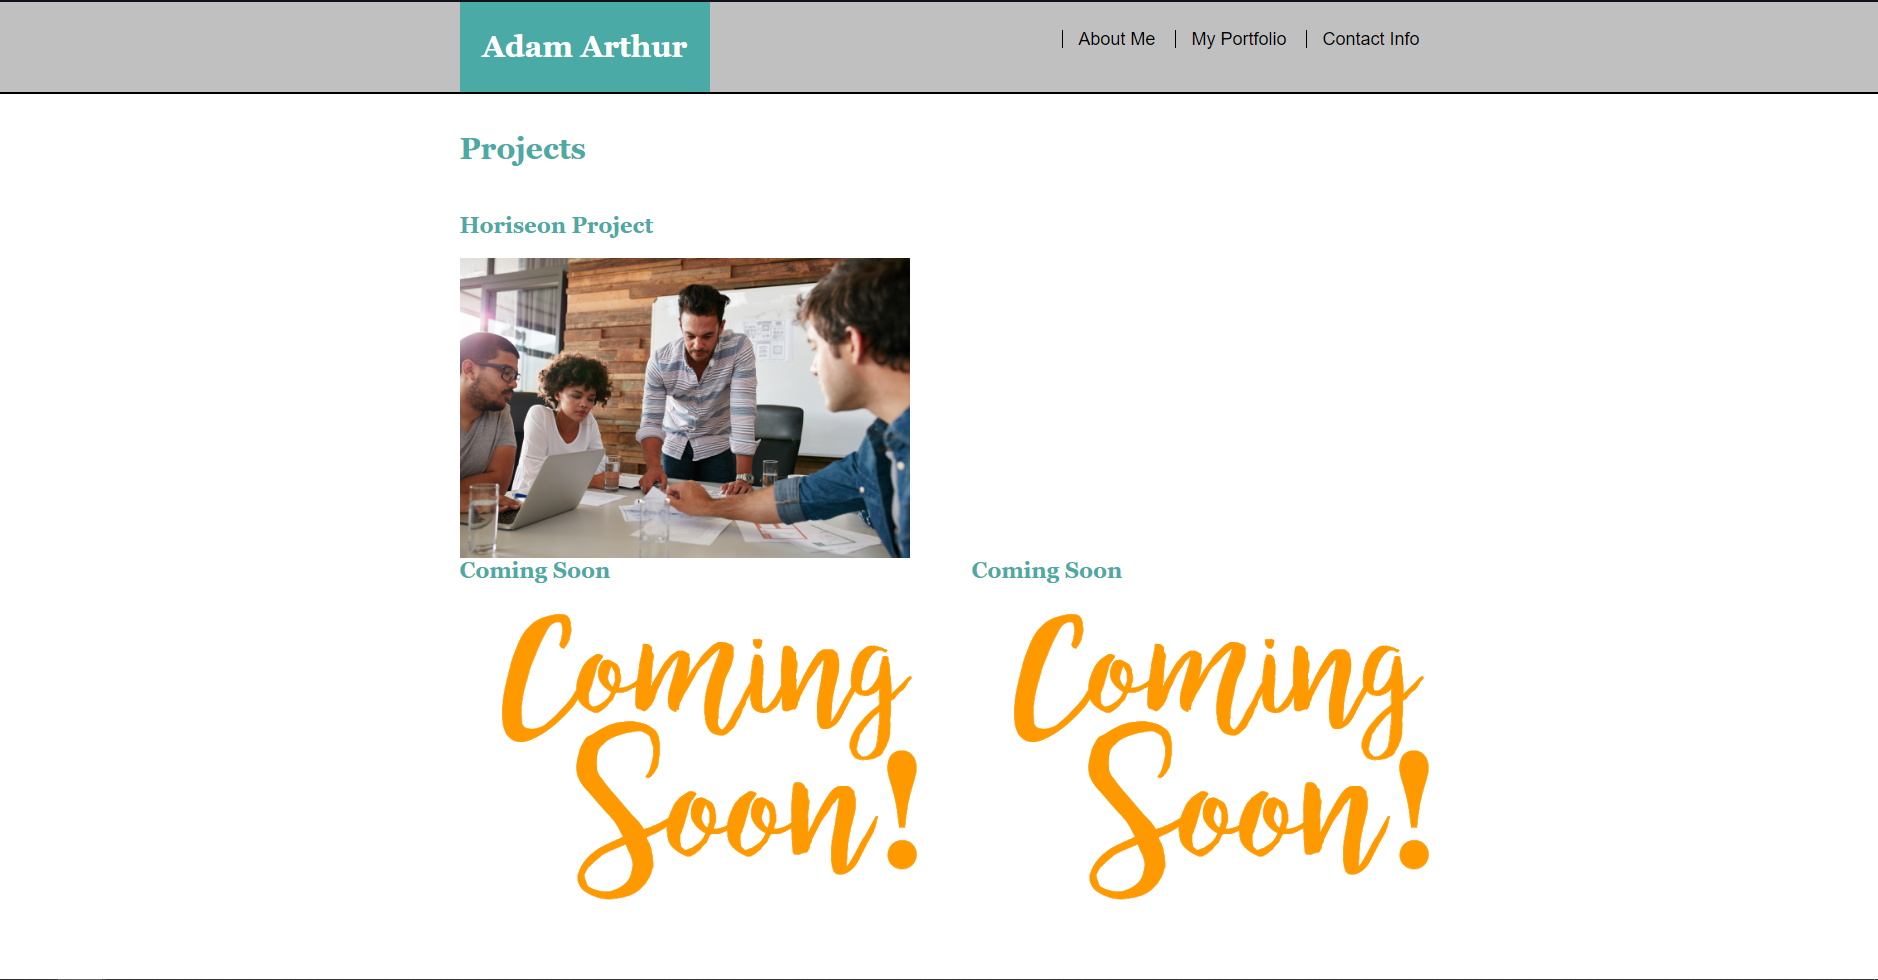 Adam Arthur
About Me
My Portfolio
Contact Info
Projects
Horiseon Project
Coming Soon
Coming
Soon!
Coming Soon
Coming
Soon!